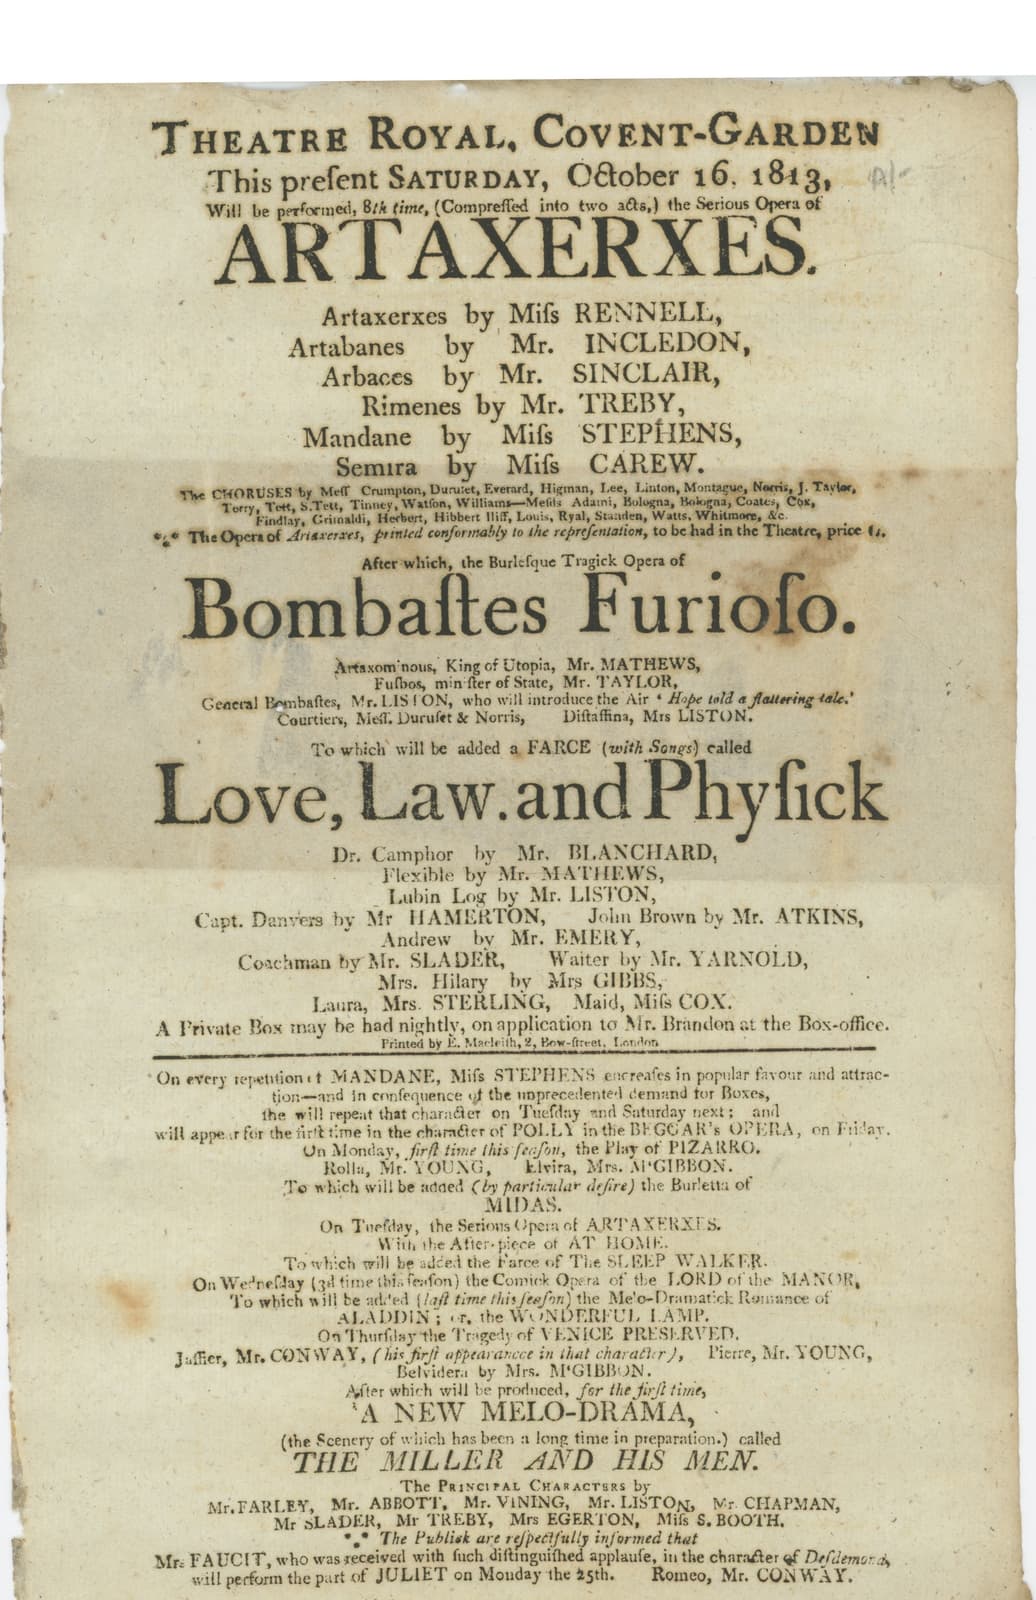 THEATRE ROYAL, COVENT-GARDEN
This preſent SATURDAY, October 16. 1813,
Will be performed, 8th time, (Compreſſed into two acts,) the Serious Opera of
ARTAXERXES.
Artaxerxes by Miſs RENNELL,
Artabanes by Mr. INCLEDON,
Arbaces by Mr. SINCLAIR,
Rimenes by Mr. TREBY,
Mandane by Miſs STEPHENS,
Semira by Miſs CAREW.
The CHORUSES by Meſſ Crumpton, Duruſet, Everard, Higman, Lee, Linton, Montague, Norris, J. Taylor,
Terry, Tett, S. Tett, Tinney, Watſon, Williams—Meſds Adami, Bologna, Bologna, Coates, Cox,
Findlay, Grimaldi, Herbert, Hibbert Iliff, Louis, Ryal, Standen, Watts, Whitmore, &c.
*⁎* The Opera of Artaxerxes, printed conformably to the repreſentation, to be had in the Theatre, price
After which, the Burleſque Tragick Opera of
Bombaſtes Furioſo.
Artaxominous, King of Utopia, Mr. MATHEWS,
Fuſbos, miniſter of State, Mr. TAYLOR,
General Bombaſtes, Mr. LISTON, who will introduce the Air ‘ Hope told a flattering tale.’
Courtiers, Meſſ. Duruſet & Norris, Diſtaffina, Mrs LISTON.
To which will be added a FARCE (with Songs) called
Love, Law. and Phyſick
Dr. Camphor by Mr. BLANCHARD,
Flexible by Mr. MATHEWS,
Lubin Log by Mr. LISTON,
Capt. Danvers by Mr HAMERTON, John Brown by Mr. ATKINS,
Andrew by Mr. EMERY,
Coachman by Mr. SLADER, Waiter by Mr. YARNOLD,
Mrs. Hilary by Mrs GIBBS,
Laura, Mrs. STERLING, Maid, Miſs COX.
A Private Box may be had nightly, on application to Mr. Brandon at the Box-office.
Printed by E. Macleiſh, 2, Bow-ſtreet, London
On every repetition of MANDANE, Miſs STEPHENS encreaſes in popular favour and attrac-
tion—and in conſequence of the unprecedented demand for Boxes,
ſhe will repeat that character on Tueſday and Saturday next; and
will appear for the firſt time in the character of POLLY in the BEGGAR's OPERA, on Friday.
On Monday, firſt time this ſeaſon, the Play of PIZARRO.
Rolla, Mr. YOUNG, Elvira, Mrs. M‘GIBBON.
To which will be added (by particular deſire) the Burletta of
MIDAS.
On Tueſday, the Serious Opera of ARTAXERXES.
With the After-piece of AT HOME.
To which will be added the Farce of The SLEEP WALKER.
On Wedneſday (3d time this ſeaſon) the Comick Opera of the LORD of the MANOR,
To which will be added (laſt time this ſeaſon) the Melo-Dramatick Romance of
ALADDIN; or, the WONDERFUL LAMP.
On Thurſday the Tragedy of VENICE PRESERVED.
Jaffier, Mr. CONWAY, (his firſt appearancce in that character), Pierre, Mr. YOUNG,
Belvidera by Mrs. M‘GIBBON.
After which will be produced, for the firſt time,
A NEW MELO-DRAMA,
(the Scenery of which has been a long time in preparation.) called
THE MILLER AND HIS MEN.
The PRINCIPAL CHARACTERS by
Mr. FARLEY, Mr. ABBOTT, Mr. VINING, Mr. LISTON, Mr. CHAPMAN,
Mr SLADER, Mr TREBY, Mrs EGERTON, Miſs S. BOOTH.
*⁎* The Publick are reſpectfully informed that
Mrs FAUCIT, who was received with ſuch diſtinguiſhed applauſe, in the character of Deſdemona,
will perform the part of JULIET on Monday the 25th. Romeo, Mr. CONWAY.